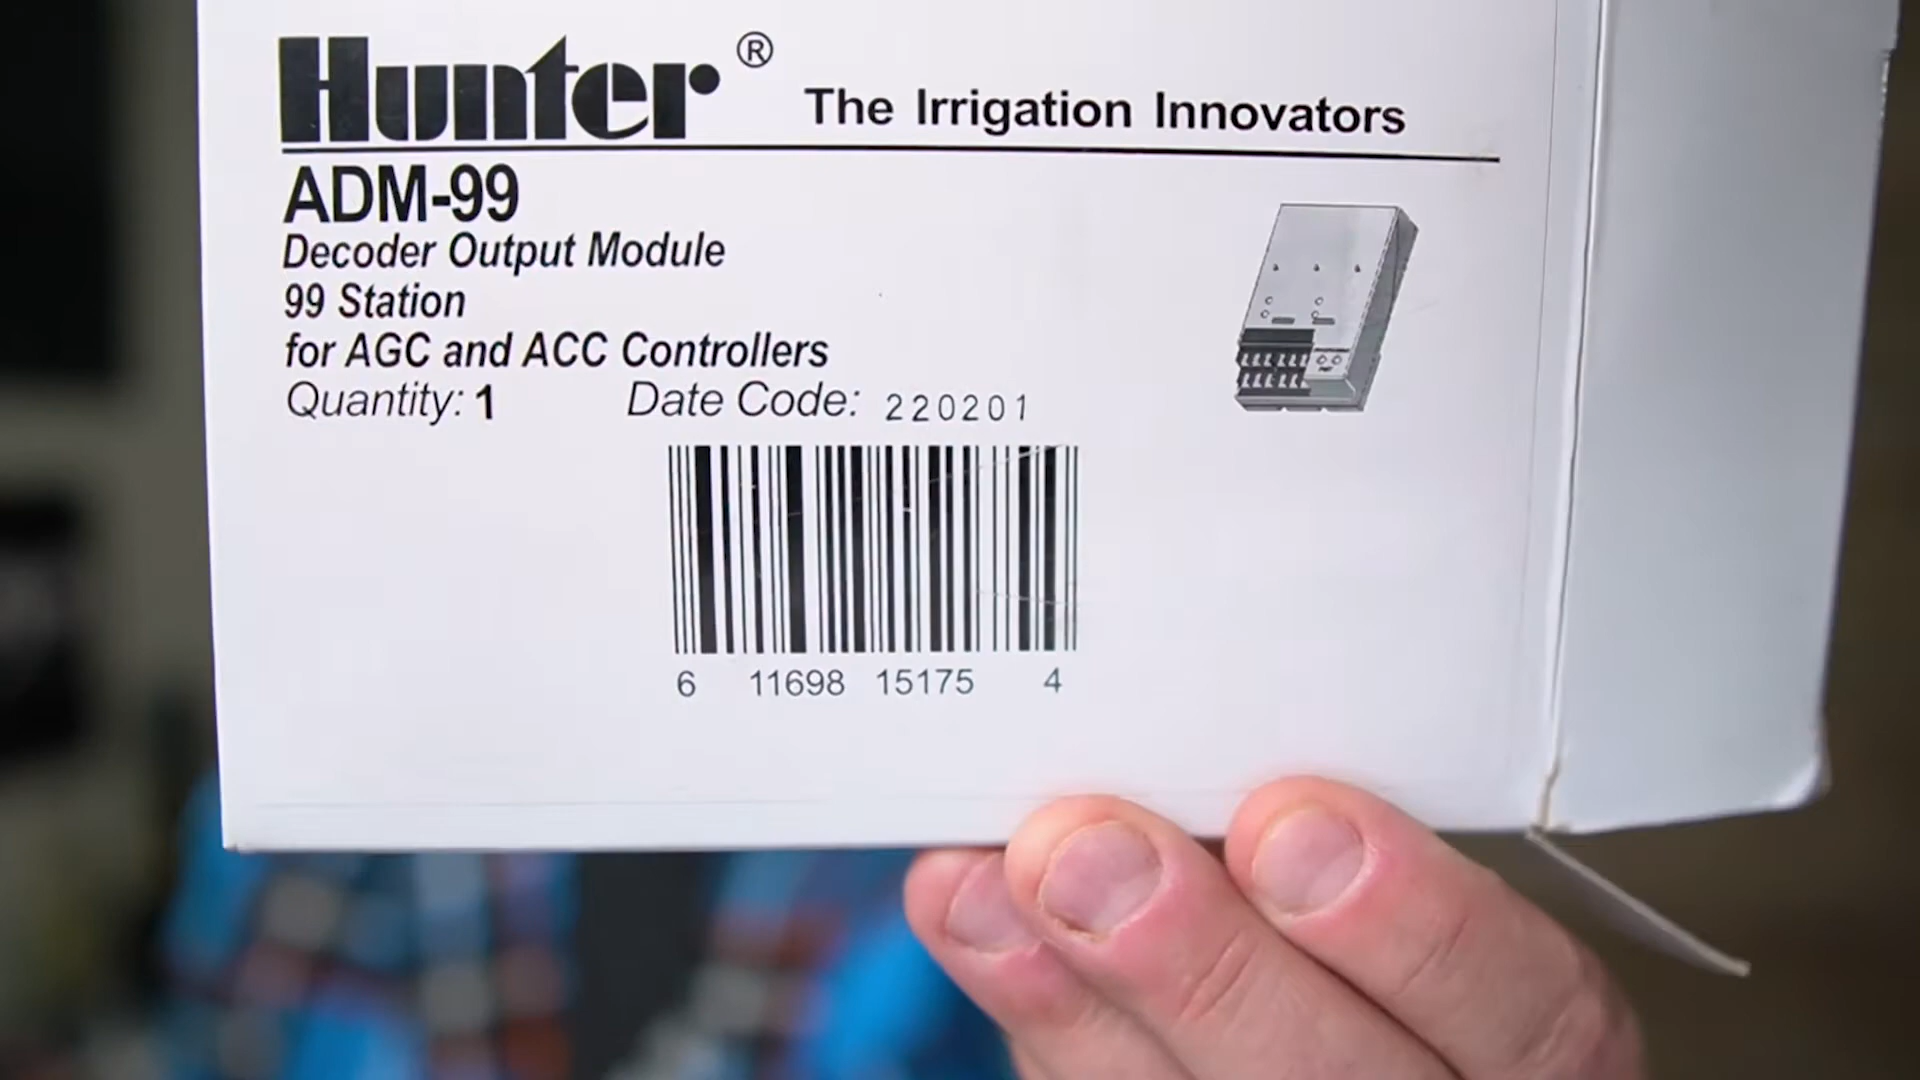 Hunter® The Irrigation Innovators
ADM-99
Decoder Output Module
99 Station
for AGC and ACC Controllers
Quantity: 1 Date Code: 220201
6 11698 15175 4